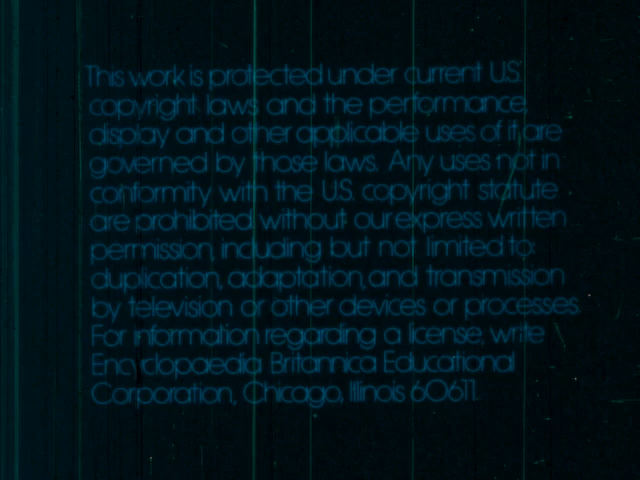 This work is protected under current U.S.
copyright laws and the performance,
display and other applicable uses of it, are
governed by those laws. Any uses not in
conformity with the U.S. copyright statute
are prohibited without our express written
permission, including but not limited to:
duplication, adaptation, and transmission
by television or other devices or processes.
For information regarding a license, write
Encyclopaedia Britannica Educational
Corporation, Chicago, Illinois 60611.